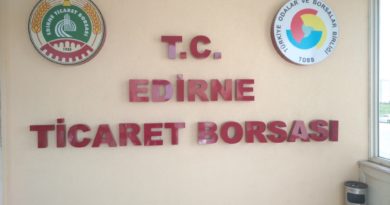 EDİRNE TİCARET BORSASI
TÜRKİYE ODALAR VE BORSALAR BİRLİĞİ
TOBB
T.C.
EDİRNE
TİCARET BORSASI